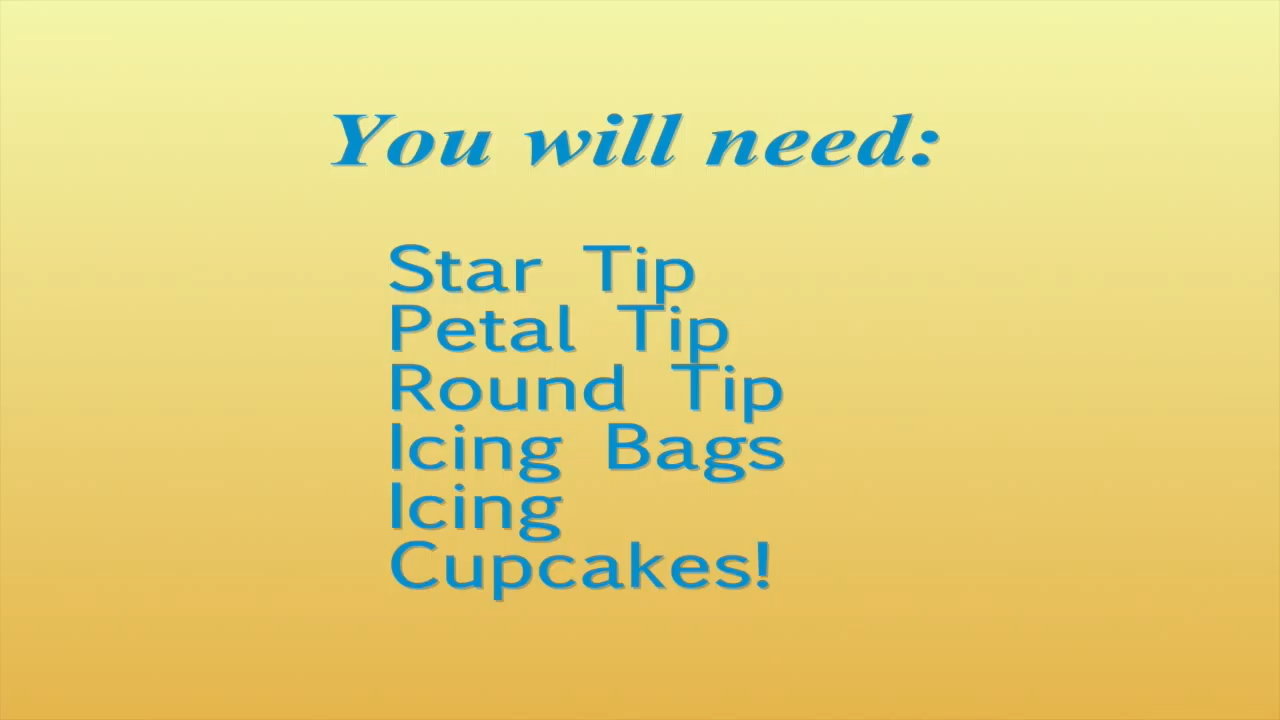 You will need:
Star Tip
Petal Tip
Round Tip
Icing Bags
Icing
Cupcakes!